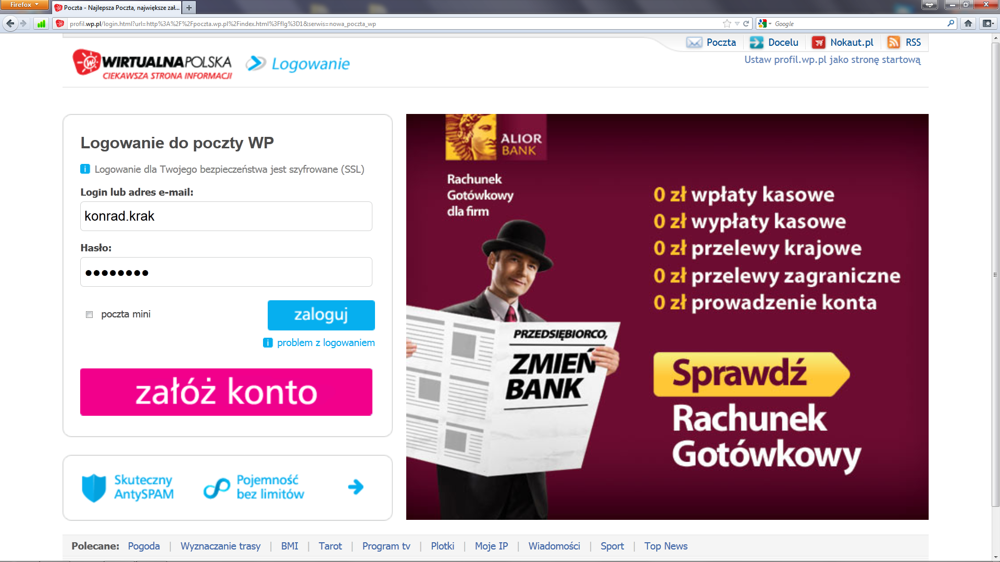 Firefox
Poczta - Najlepsza Poczta, największe zał...
profil.wp.pl/login.html?url=http%3A%2F%2Fpoczta.wp.pl%2Findex.html%3Fflg%3D1&serwis=nowa_poczta_wp
Google
Poczta
Docelu
Nokaut.pl
RSS
Ustaw profil.wp.pl jako stronę startową
WIRTUALNAPOLSKA
CIEKAWSZA STRONA INFORMACJI
Logowanie
Logowanie do poczty WP
Logowanie dla Twojego bezpieczeństwa jest szyfrowane (SSL)
Login lub adres e-mail:
konrad.krak
Hasło:
poczta mini
zaloguj
problem z logowaniem
załóż konto
Skuteczny
AntySPAM
Pojemność
bez limitów
ALIOR
BANK
Rachunek
Gotówkowy
dla firm
0 zł wpłaty kasowe
0 zł wypłaty kasowe
0 zł przelewy krajowe
0 zł przelewy zagraniczne
0 zł prowadzenie konta
PRZEDSIĘBIORCO,
ZMIEŃ
BANK
Sprawdź
Rachunek
Gotówkowy
Polecane: Pogoda | Wyznaczanie trasy | BMI | Tarot | Program tv | Plotki | Moje IP | Wiadomości | Sport | Top News